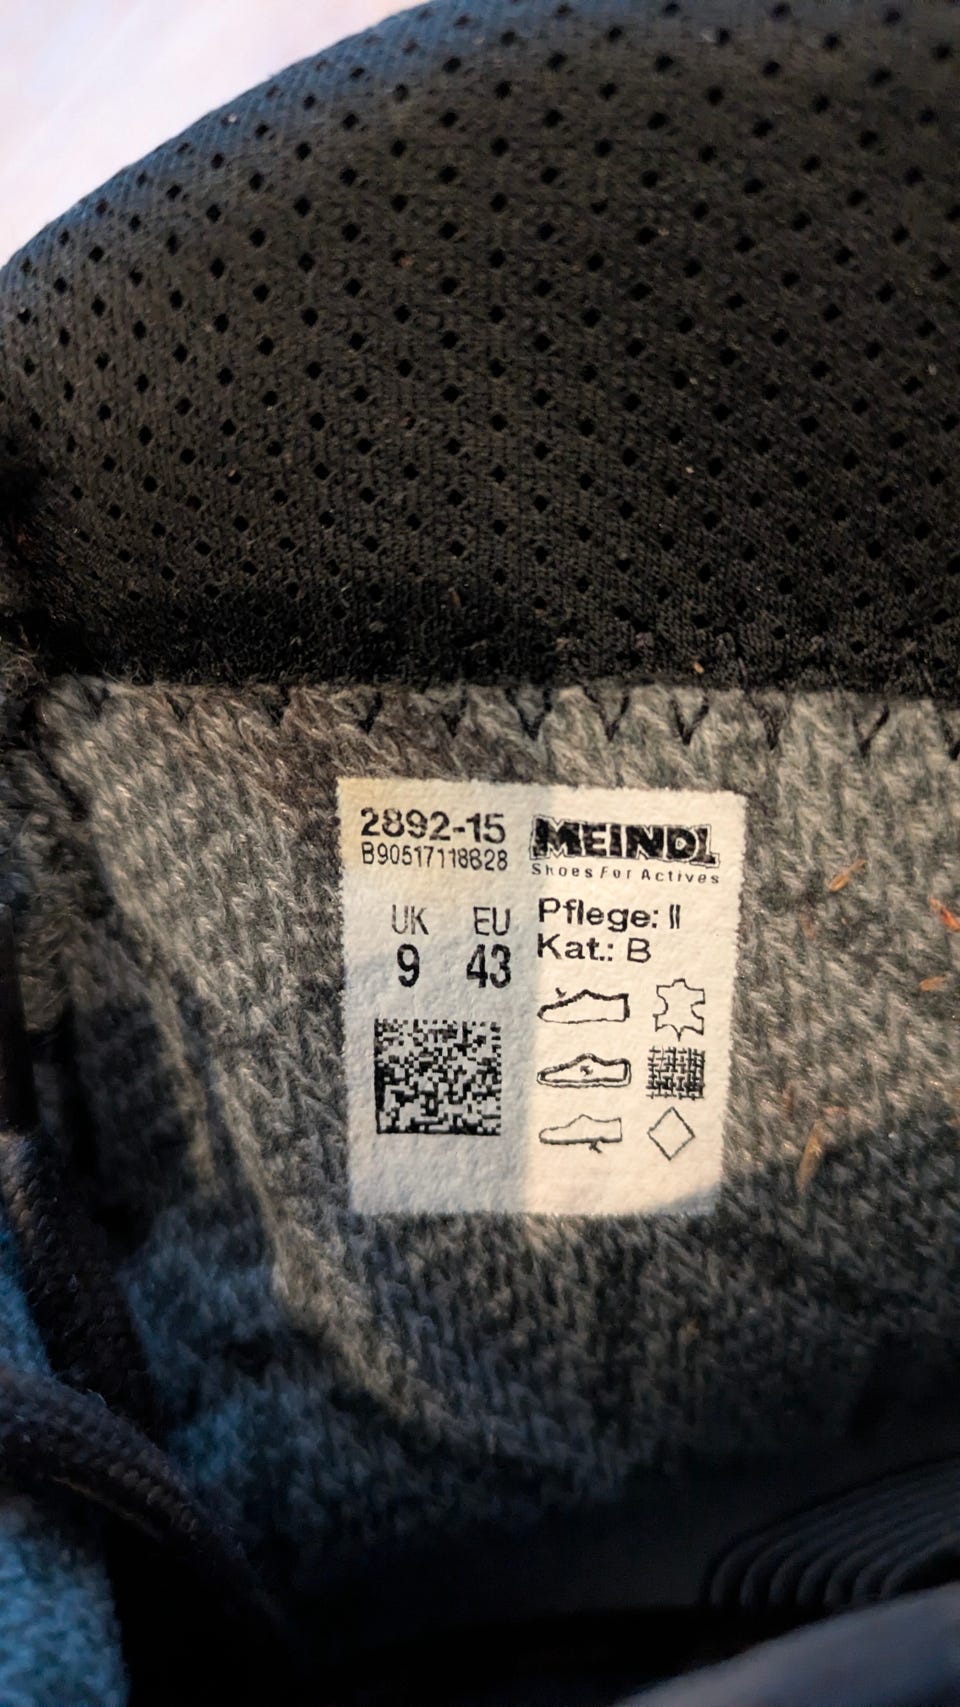 2892-15
B90517118828
UK EU
9 43
MEINDL
Shoes For Actives
Pflege: II
Kat.: B